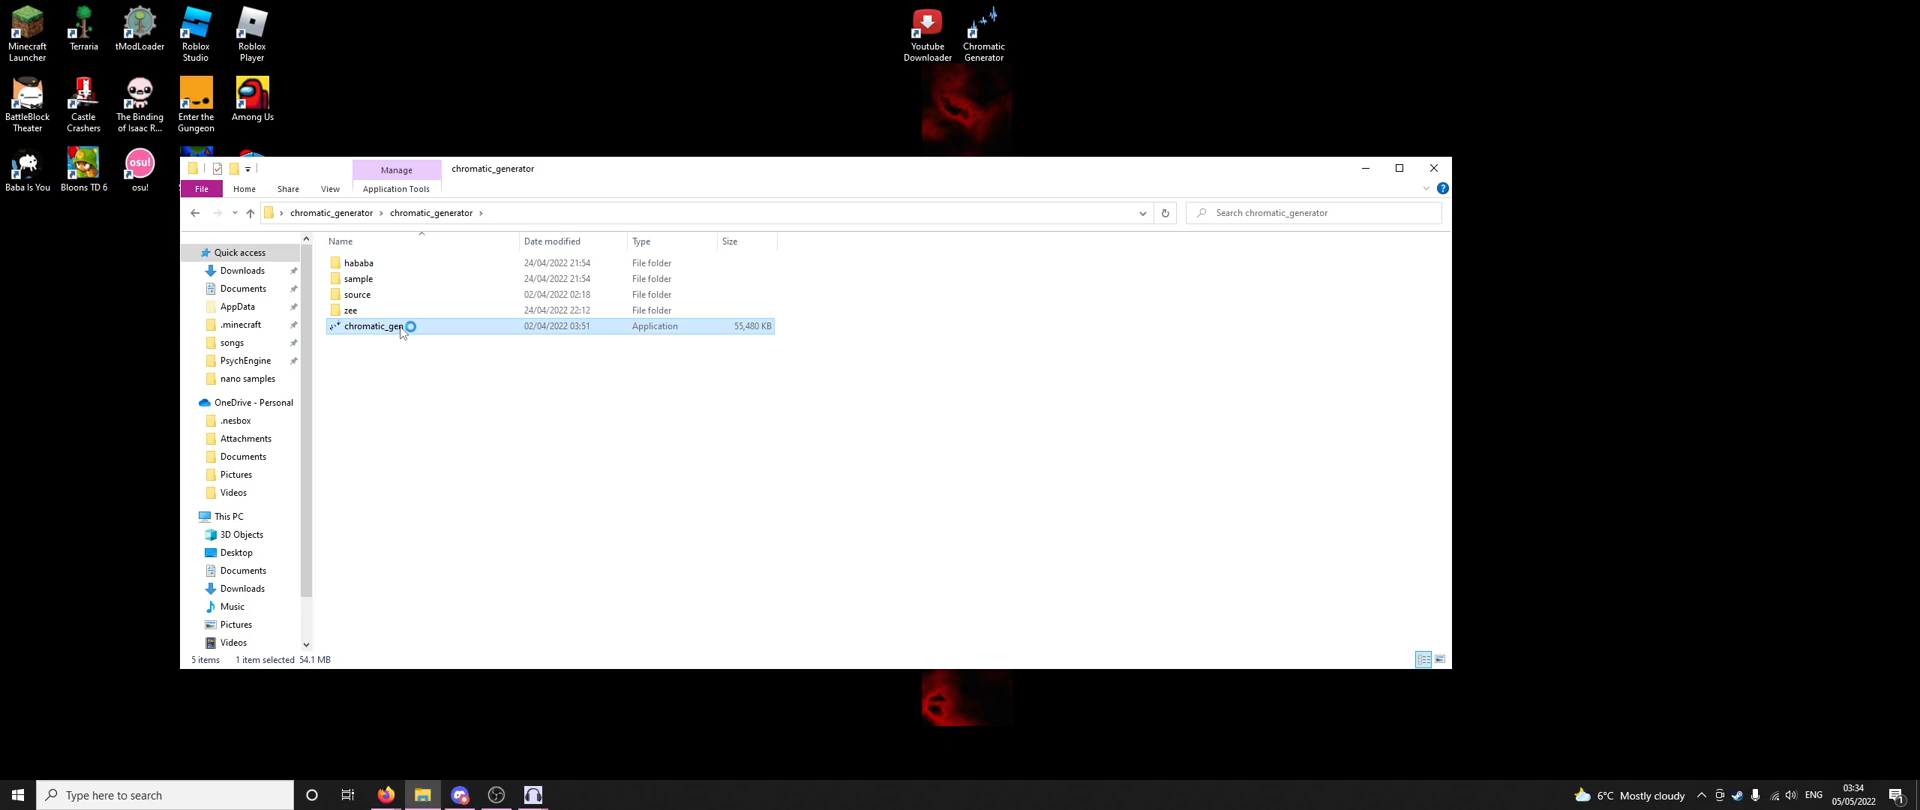 Minecraft Launcher
Terraria
tModLoader
Roblox Studio
Roblox Player
Youtube Downloader
Chromatic Generator
BattleBlock Theater
Castle Crashers
The Binding of Isaac R...
Enter the Gungeon
Among Us
Baba Is You
Bloons TD 6
osu!
Manage
chromatic_generator
File
Home
Share
View
Application Tools
chromatic_generator
chromatic_generator
Search chromatic_generator
Name
Date modified
Type
Size
hababa 24/04/2022 21:54 File folder
sample 24/04/2022 21:54 File folder
source 02/04/2022 02:18 File folder
zee 24/04/2022 22:12 File folder
chromatic_gen 02/04/2022 03:51 Application 55,480 KB
Quick access
Downloads
Documents
AppData
.minecraft
songs
PsychEngine
nano samples
OneDrive - Personal
.nesbox
Attachments
Documents
Pictures
Videos
This PC
3D Objects
Desktop
Documents
Downloads
Music
Pictures
Videos
5 items 1 item selected 54.1 MB
Type here to search
6°C Mostly cloudy
ENG
03:34
05/05/2022